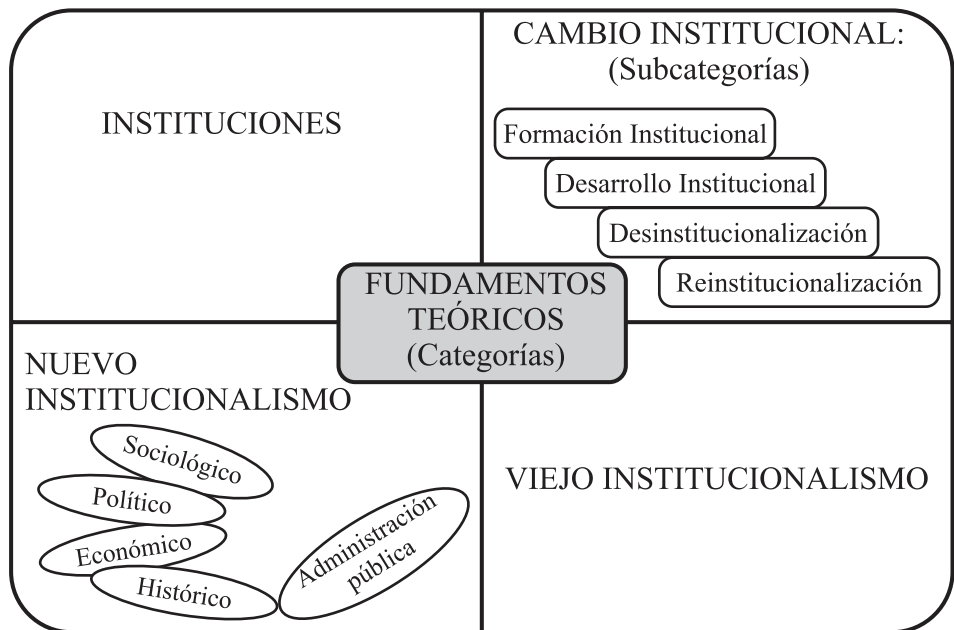 INSTITUCIONES
CAMBIO INSTITUCIONAL:
(Subcategorías)
Formación Institucional
Desarrollo Institucional
Desinstitucionalización
Reinstitucionalización
FUNDAMENTOS
TEÓRICOS
(Categorías)
NUEVO
INSTITUCIONALISMO
Sociológico
Político
Económico
Histórico
Administración
pública
VIEJO INSTITUCIONALISMO